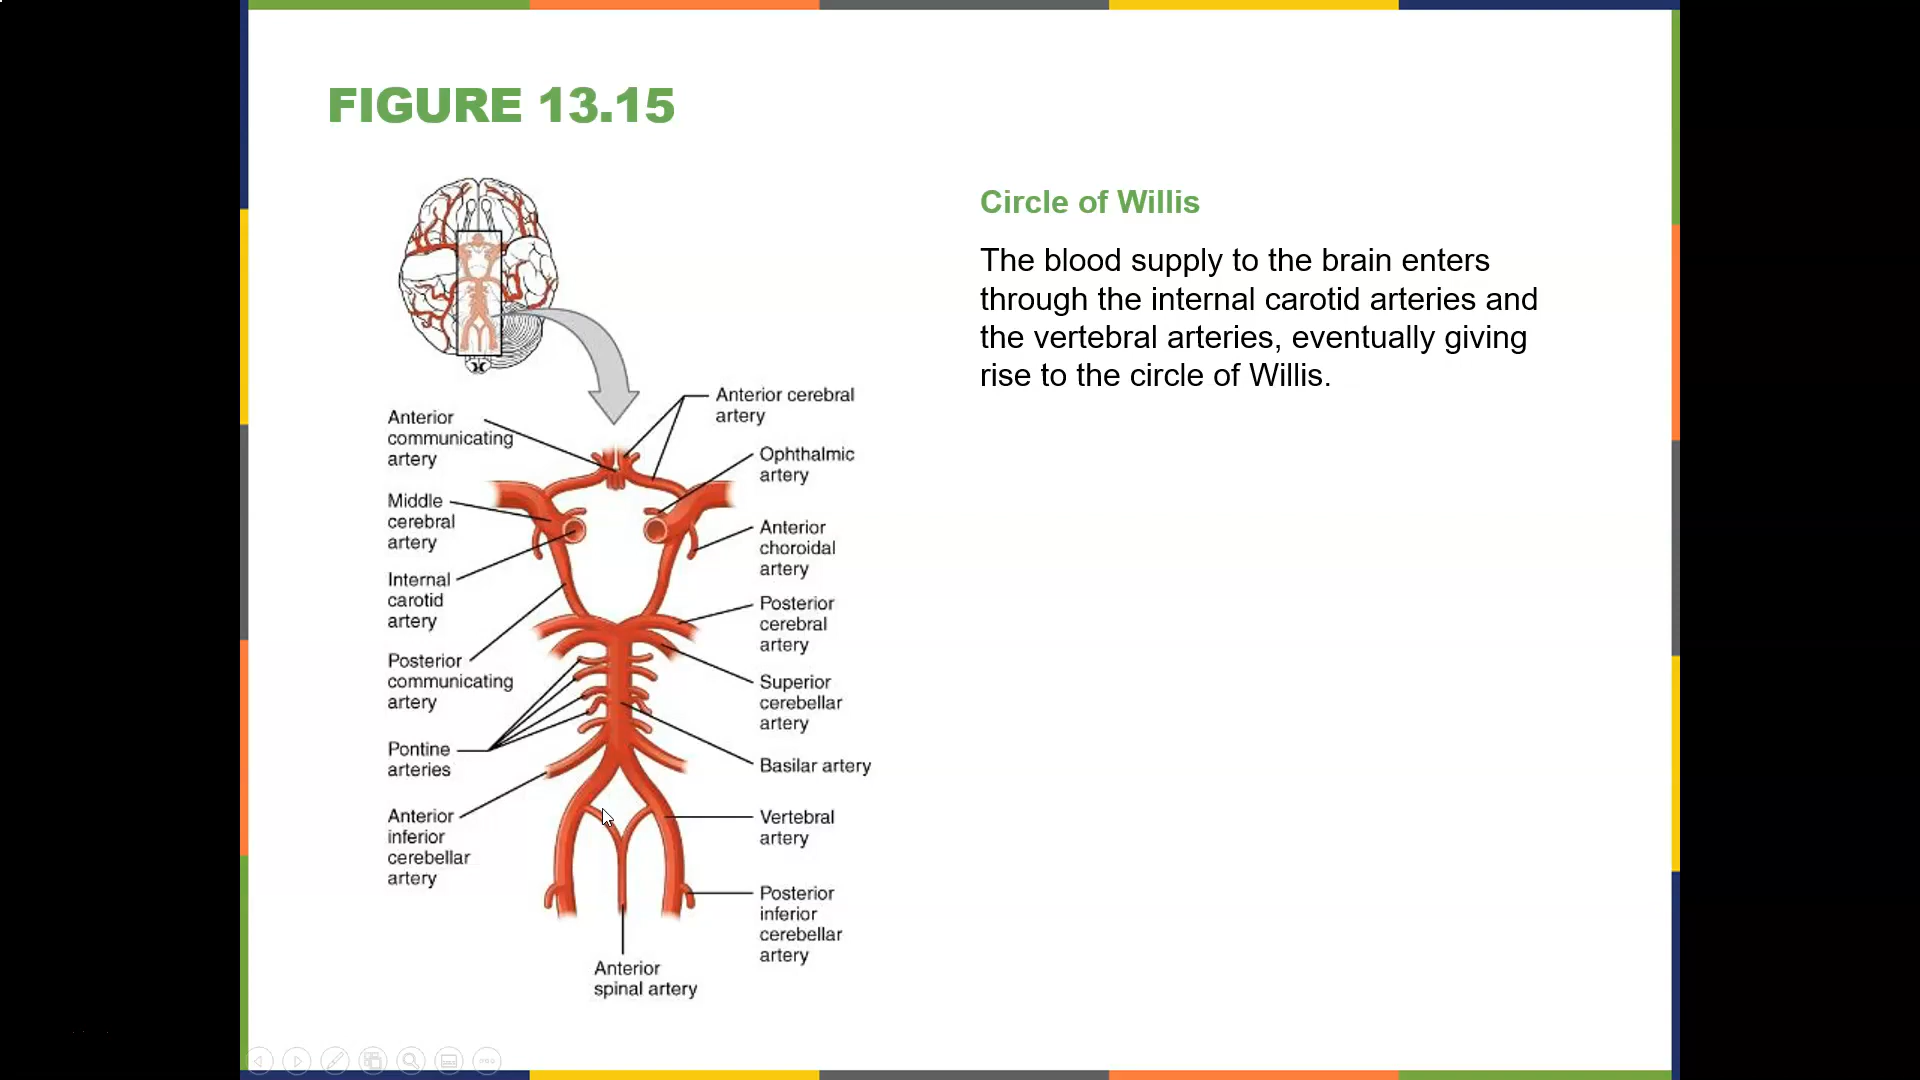 FIGURE 13.15
Circle of Willis
The blood supply to the brain enters
through the internal carotid arteries and
the vertebral arteries, eventually giving
rise to the circle of Willis.
Anterior
communicating
artery
Middle
cerebral
artery
Internal
carotid
artery
Posterior
communicating
artery
Pontine
arteries
Anterior
inferior
cerebellar
artery
Anterior cerebral
artery
Ophthalmic
artery
Anterior
choroidal
artery
Posterior
cerebral
artery
Superior
cerebellar
artery
Basilar artery
Vertebral
artery
Posterior
inferior
cerebellar
artery
Anterior
spinal artery